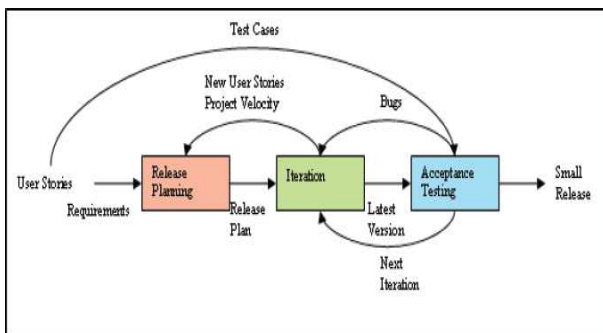 Test Cases
New User Stories
Project Velocity
Bugs
User Stories
Requirements
Release
Planning
Release
Plan
Iteration
Latest
Version
Acceptance
Testing
Small
Release
Next
Iteration